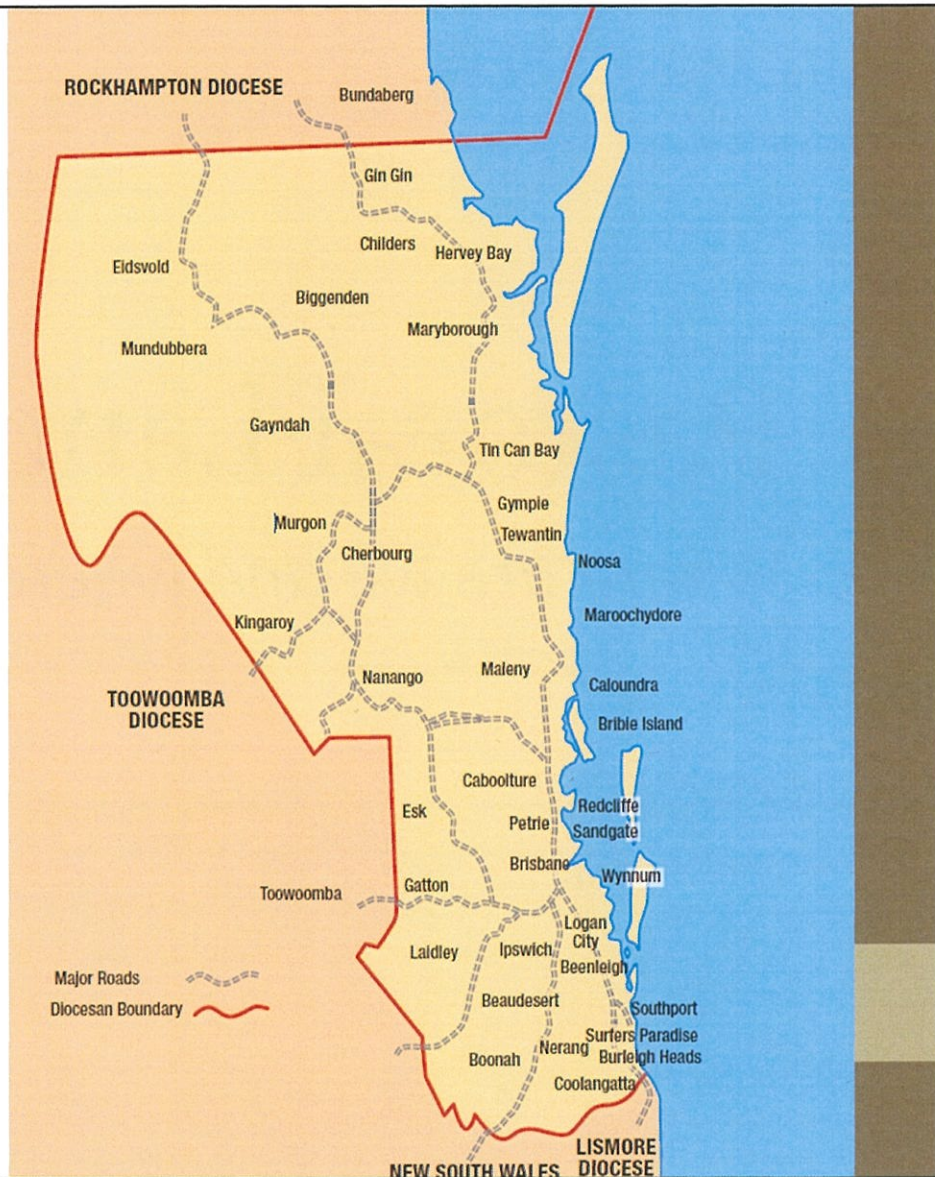 ROCKHAMPTON DIOCESE
Bundaberg
Gin Gin
Childers
Hervey Bay
Eidsvold
Biggenden
Maryborough
Mundubbera
Gayndah
Tin Can Bay
Gympie
Murgon
Tewantin
Cherbourg
Noosa
Maroochydore
Kingaroy
Maleny
Nanango
Caloundra
TOOWOOMBA
DIOCESE
Bribie Island
Caboolture
Esk
Redcliffe
Petrie
Sandgate
Brisbane
Wynnum
Gatton
Toowoomba
Logan
City
Laidley
Ipswich
Beenleigh
Major Roads
Beaudesert
Southport
Diocesan Boundary
Surfers Paradise
Nerang
Burleigh Heads
Boonah
Coolangatta
LISMORE
DIOCESE
NEW SOUTH WALES